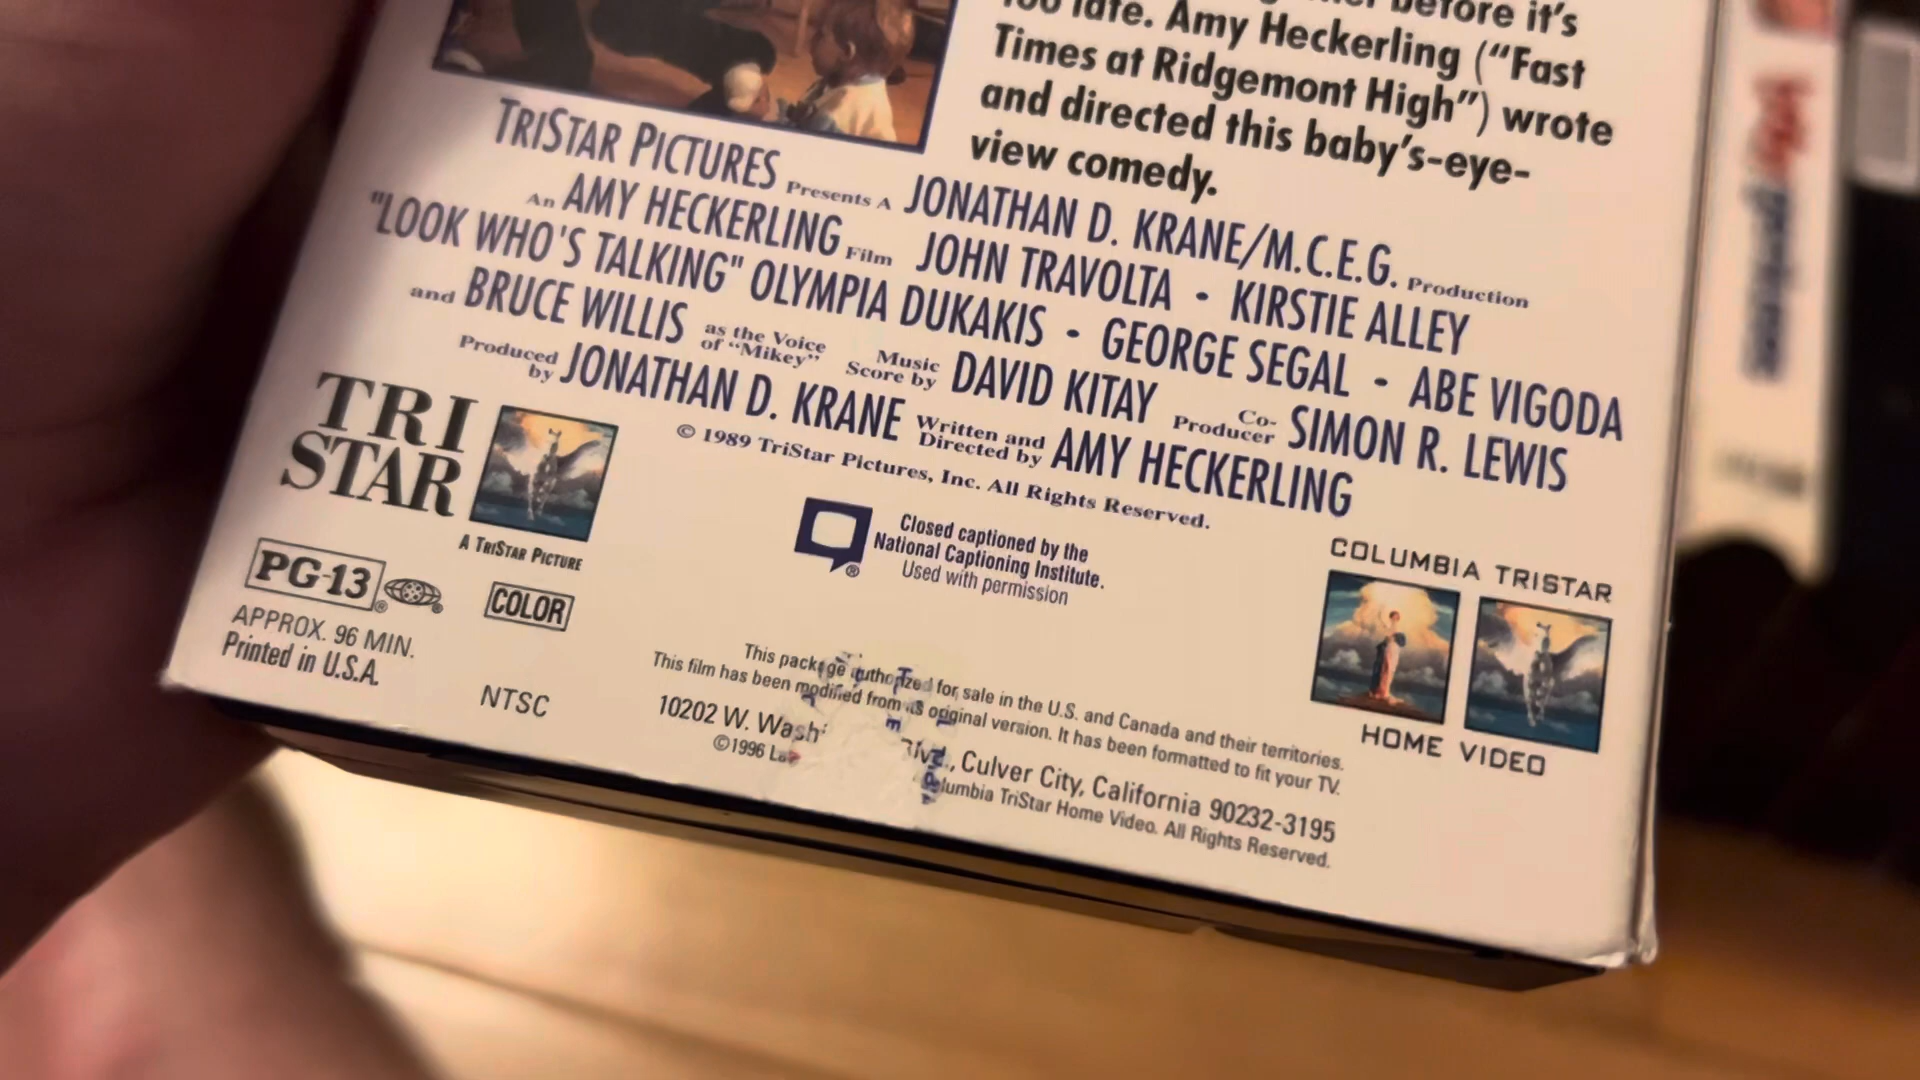 before it's
too late. Amy Heckerling ("Fast
Times at Ridgemont High") wrote
and directed this baby's-eye-
view comedy.
TRISTAR PICTURES Presents A JONATHAN D. KRANE/M.C.E.G. Production
An AMY HECKERLING Film JOHN TRAVOLTA • KIRSTIE ALLEY
"LOOK WHO'S TALKING" OLYMPIA DUKAKIS • GEORGE SEGAL • ABE VIGODA
and BRUCE WILLIS as the Voice of "Mikey" Music Score by DAVID KITAY Co-Producer SIMON R. LEWIS
Produced by JONATHAN D. KRANE Written and Directed by AMY HECKERLING
© 1989 TriStar Pictures, Inc. All Rights Reserved.
TRI
STAR
A TRISTAR PICTURE
PG-13 ®
COLOR
APPROX. 96 MIN.
Printed in U.S.A.
NTSC
®
Closed captioned by the
National Captioning Institute.
Used with permission
This package authorized for sale in the U.S. and Canada and their territories.
This film has been modified from its original version. It has been formatted to fit your TV.
10202 W. Blvd., Culver City, California 90232-3195
©1996 TriStar Home Video. All Rights Reserved.
COLUMBIA TRISTAR
HOME VIDEO